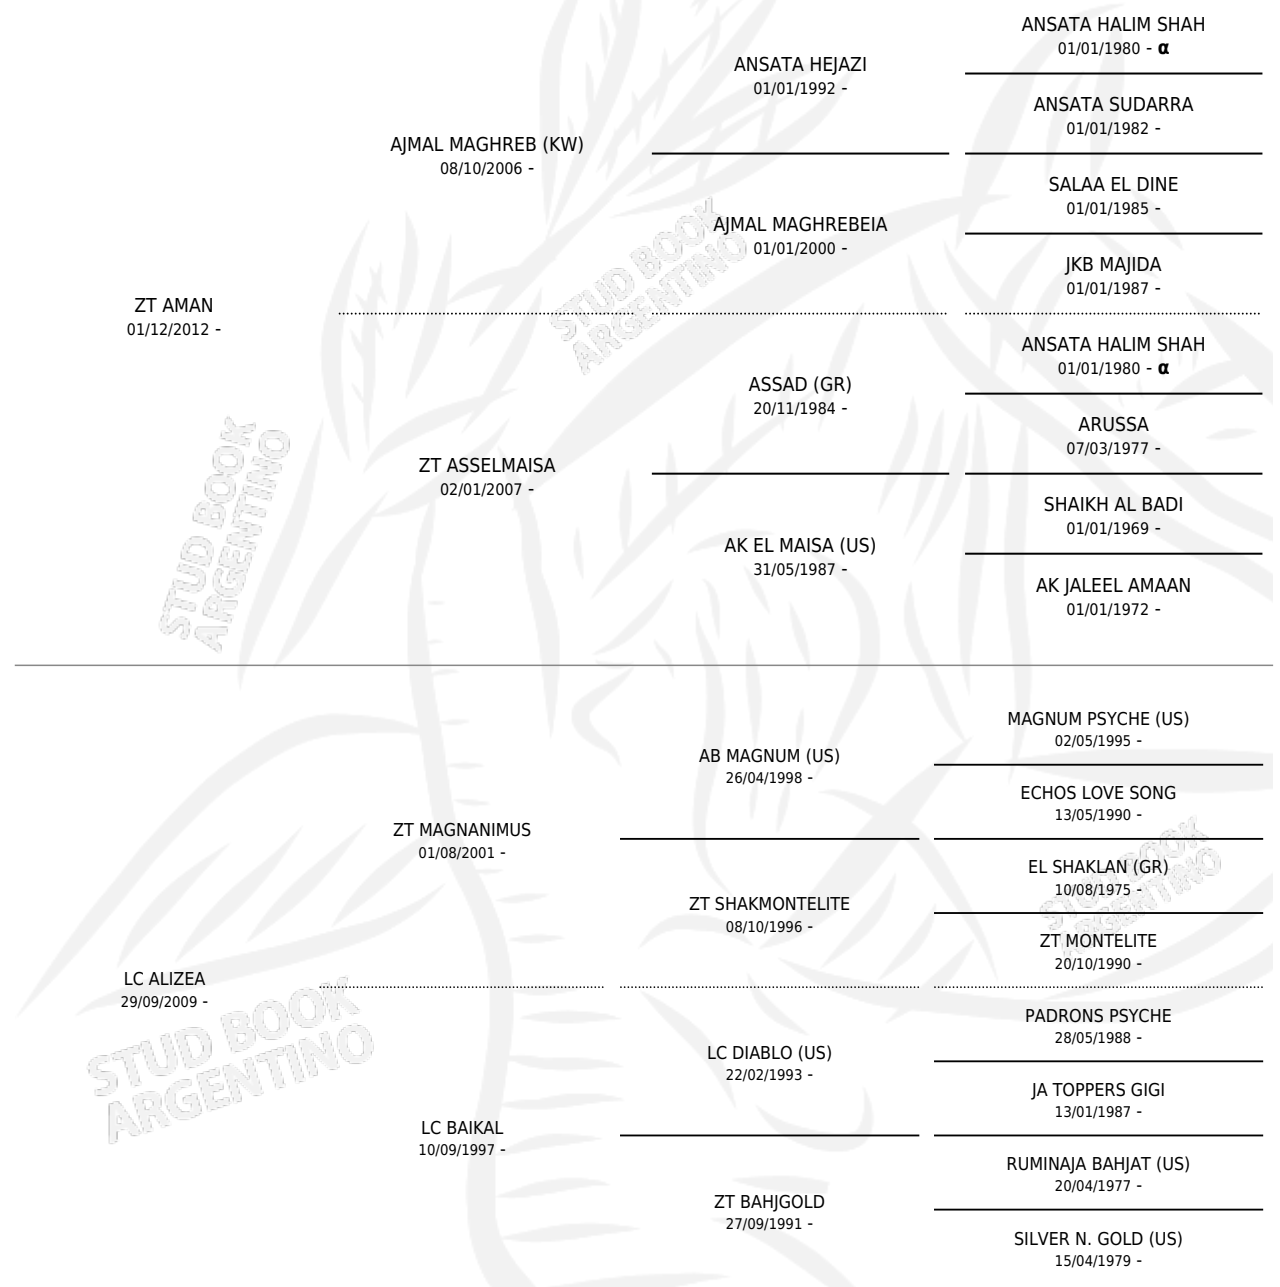 ANSATA HALIM SHAH
01/01/1980 - α
ANSATA HEJAZI
01/01/1992 -
ANSATA SUDARRA
01/01/1982 -
AJMAL MAGHREB (KW)
08/10/2006 -
SALAA EL DINE
01/01/1985 -
AJMAL MAGHREBEIA
01/01/2000 -
JKB MAJIDA
01/01/1987 -
ZT AMAN
01/12/2012 -
ANSATA HALIM SHAH
01/01/1980 - α
ASSAD (GR)
20/11/1984 -
ARUSSA
07/03/1977 -
ZT ASSELMAISA
02/01/2007 -
SHAIKH AL BADI
01/01/1969 -
AK EL MAISA (US)
31/05/1987 -
AK JALEEL AMAAN
01/01/1972 -
MAGNUM PSYCHE (US)
02/05/1995 -
AB MAGNUM (US)
26/04/1998 -
ECHOS LOVE SONG
13/05/1990 -
ZT MAGNANIMUS
01/08/2001 -
EL SHAKLAN (GR)
10/08/1975 -
ZT SHAKMONTELITE
08/10/1996 -
ZT MONTELITE
20/10/1990 -
LC ALIZEA
29/09/2009 -
PADRONS PSYCHE
28/05/1988 -
LC DIABLO (US)
22/02/1993 -
JA TOPPERS GIGI
13/01/1987 -
LC BAIKAL
10/09/1997 -
RUMINAJA BAHJAT (US)
20/04/1977 -
ZT BAHJGOLD
27/09/1991 -
SILVER N. GOLD (US)
15/04/1979 -
STUD BOOK
ARGENTINO
STUD BOOK
ARGENTINO
STUD BOOK
ARGENTINO
STUD BOOK
ARGENTINO